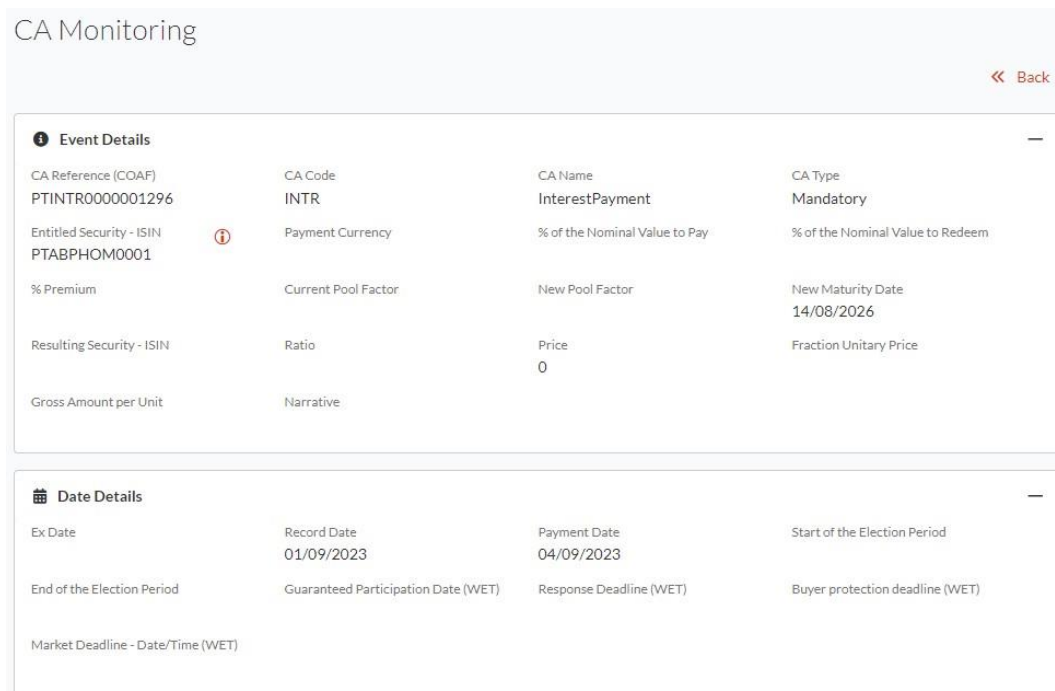 CA Monitoring
Back
Event Details
CA Reference (COAF) CA Code CA Name CA Type
PTINTR0000001296 INTR InterestPayment Mandatory
Entitled Security - ISIN Payment Currency % of the Nominal Value to Pay % of the Nominal Value to Redeem
PTABPHOM0001
% Premium Current Pool Factor New Pool Factor New Maturity Date
14/08/2026
Resulting Security - ISIN Ratio Price Fraction Unitary Price
0
Gross Amount per Unit Narrative
Date Details
Ex Date Record Date Payment Date Start of the Election Period
01/09/2023 04/09/2023
End of the Election Period Guaranteed Participation Date (WET) Response Deadline (WET) Buyer protection deadline (WET)
Market Deadline - Date/Time (WET)